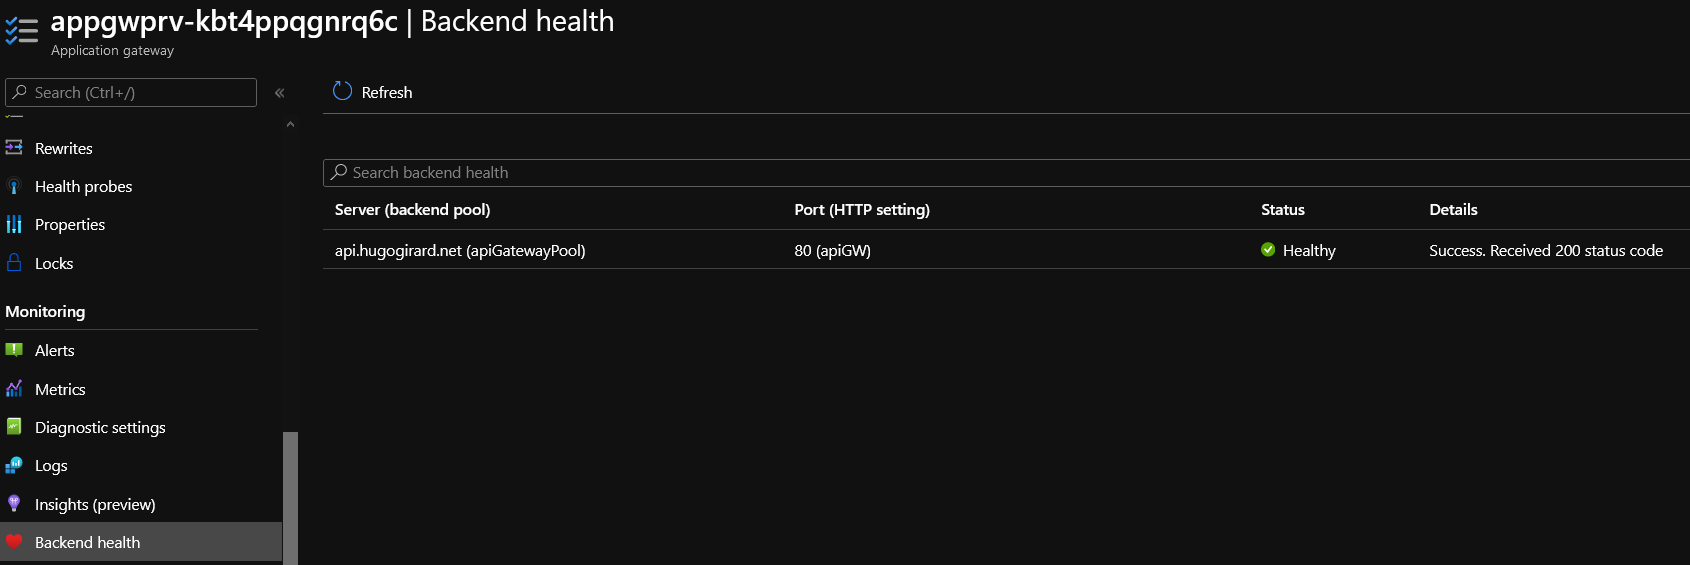 appgwprv-kbt4ppqgnrq6c | Backend health
Application gateway
Search (Ctrl+/)
«
Refresh
Rewrites
Health probes
Properties
Locks
Monitoring
Alerts
Metrics
Diagnostic settings
Logs
Insights (preview)
Backend health
Search backend health
Server (backend pool) Port (HTTP setting) Status Details
api.hugogirard.net (apiGatewayPool) 80 (apiGW) Healthy Success. Received 200 status code